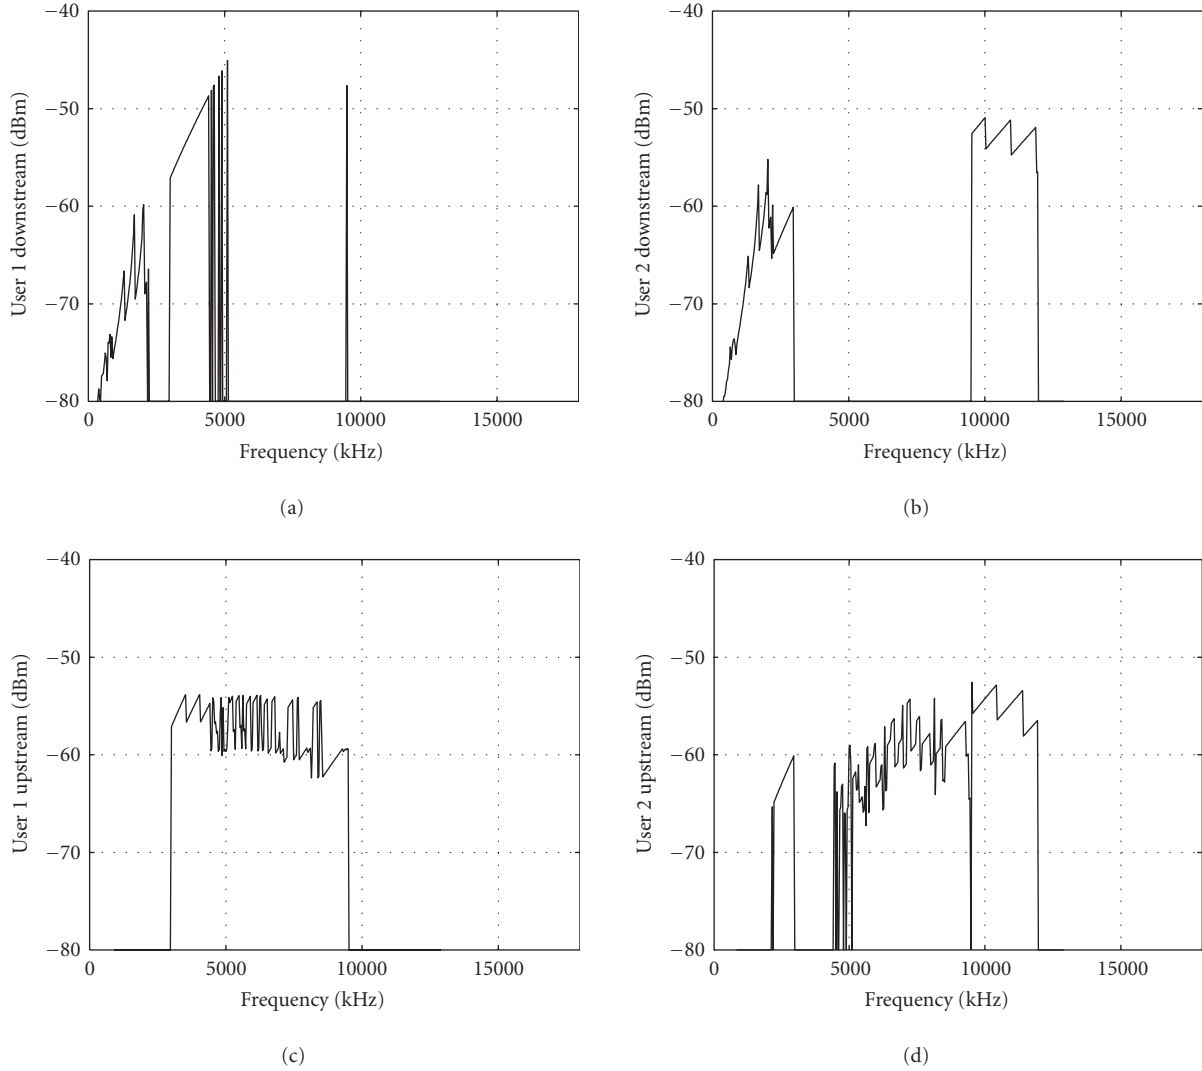 −40
−50
−60
−70
−80
0 5000 10000 15000
User 1 downstream (dBm)
Frequency (kHz)
(a)
−40
−50
−60
−70
−80
0 5000 10000 15000
User 2 downstream (dBm)
Frequency (kHz)
(b)
−40
−50
−60
−70
−80
0 5000 10000 15000
User 1 upstream (dBm)
Frequency (kHz)
(c)
−40
−50
−60
−70
−80
0 5000 10000 15000
User 2 upstream (dBm)
Frequency (kHz)
(d)